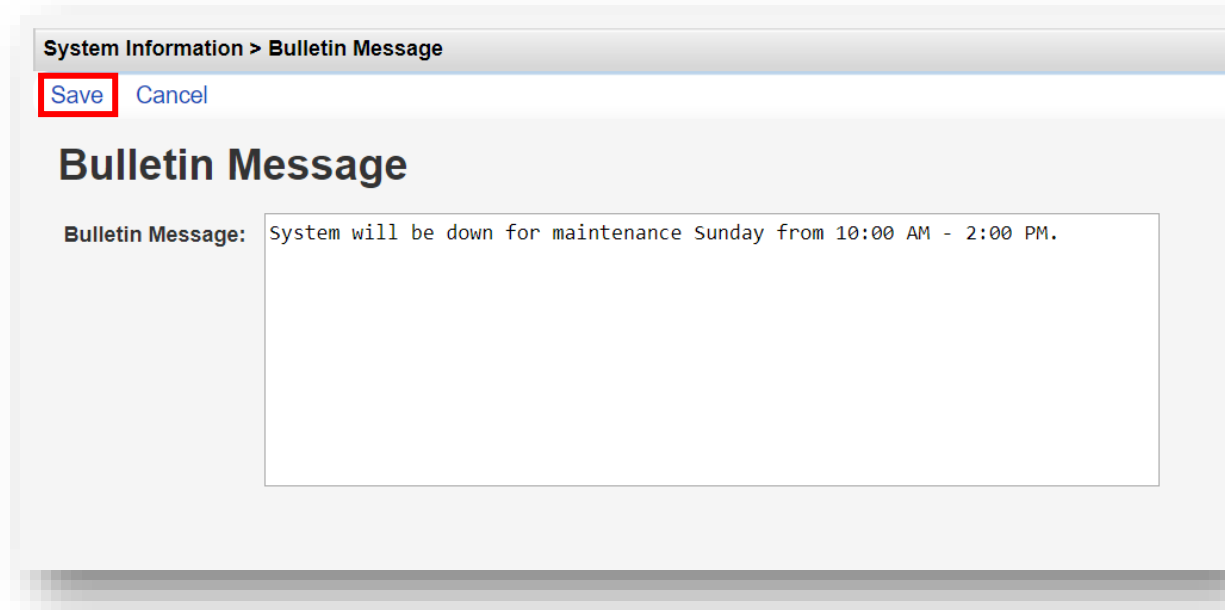 System Information > Bulletin Message
Save Cancel
Bulletin Message
Bulletin Message: System will be down for maintenance Sunday from 10:00 AM - 2:00 PM.